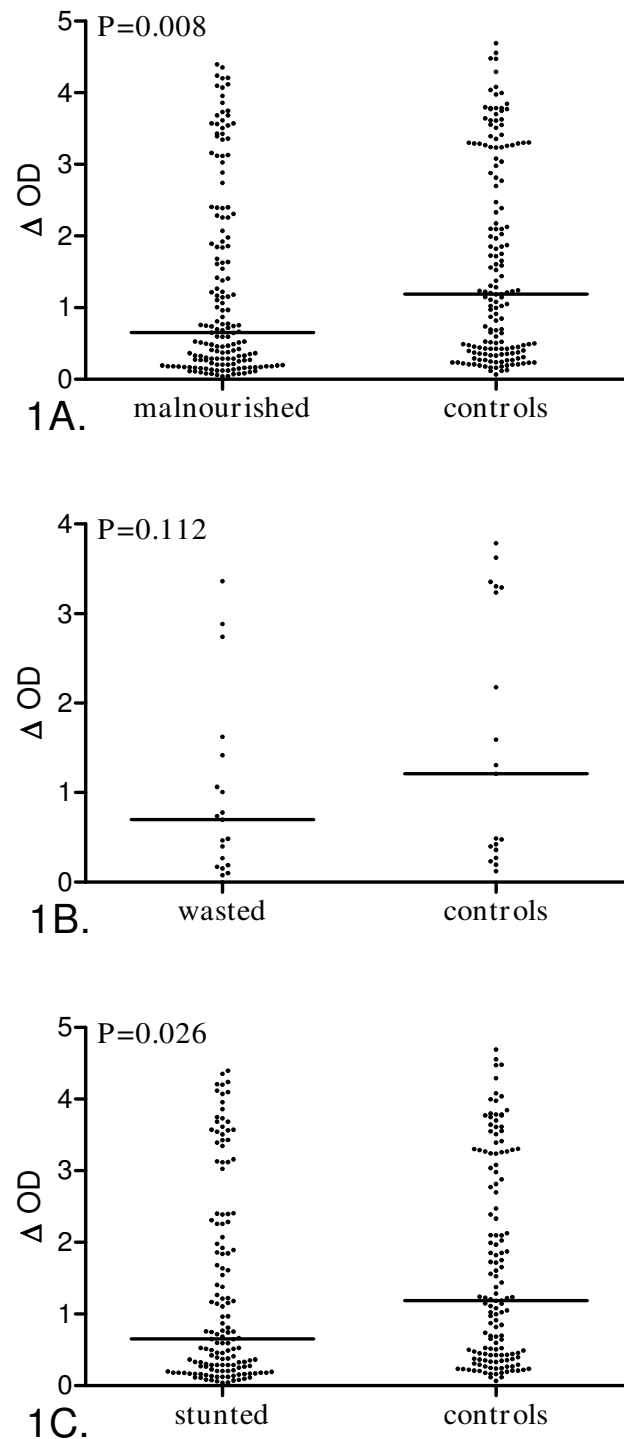 5
P=0.008
4
3
Δ OD
2
1
0
malnourished controls
1A.
4
P=0.112
3
Δ OD
2
1
0
wasted controls
1B.
5
P=0.026
4
3
Δ OD
2
1
0
stunted controls
1C.